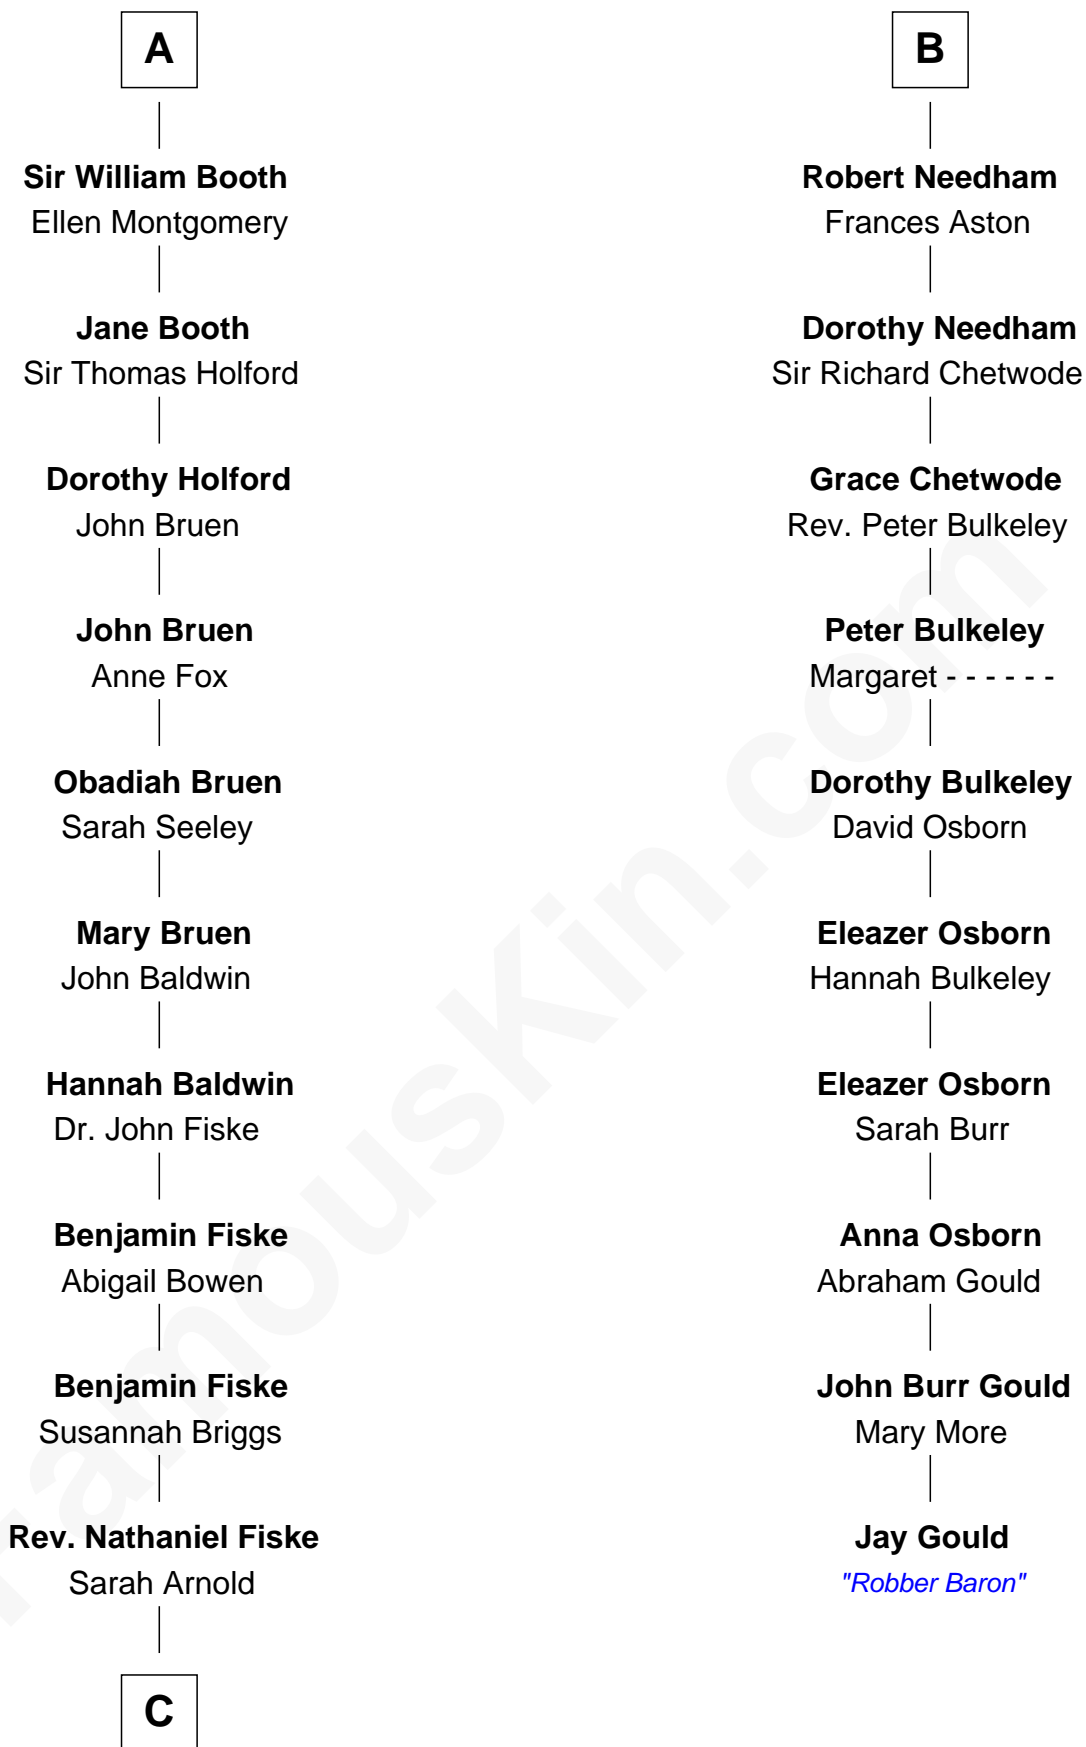 A
Sir William Booth
Ellen Montgomery
Jane Booth
Sir Thomas Holford
Dorothy Holford
John Bruen
John Bruen
Anne Fox
Obadiah Bruen
Sarah Seeley
Mary Bruen
John Baldwin
Hannah Baldwin
Dr. John Fiske
Benjamin Fiske
Abigail Bowen
Benjamin Fiske
Susannah Briggs
Rev. Nathaniel Fiske
Sarah Arnold
C
B
Robert Needham
Frances Aston
Dorothy Needham
Sir Richard Chetwode
Grace Chetwode
Rev. Peter Bulkeley
Peter Bulkeley
Margaret - - - - - -
Dorothy Bulkeley
David Osborn
Eleazer Osborn
Hannah Bulkeley
Eleazer Osborn
Sarah Burr
Anna Osborn
Abraham Gould
John Burr Gould
Mary More
Jay Gould
"Robber Baron"
FamousKin.com